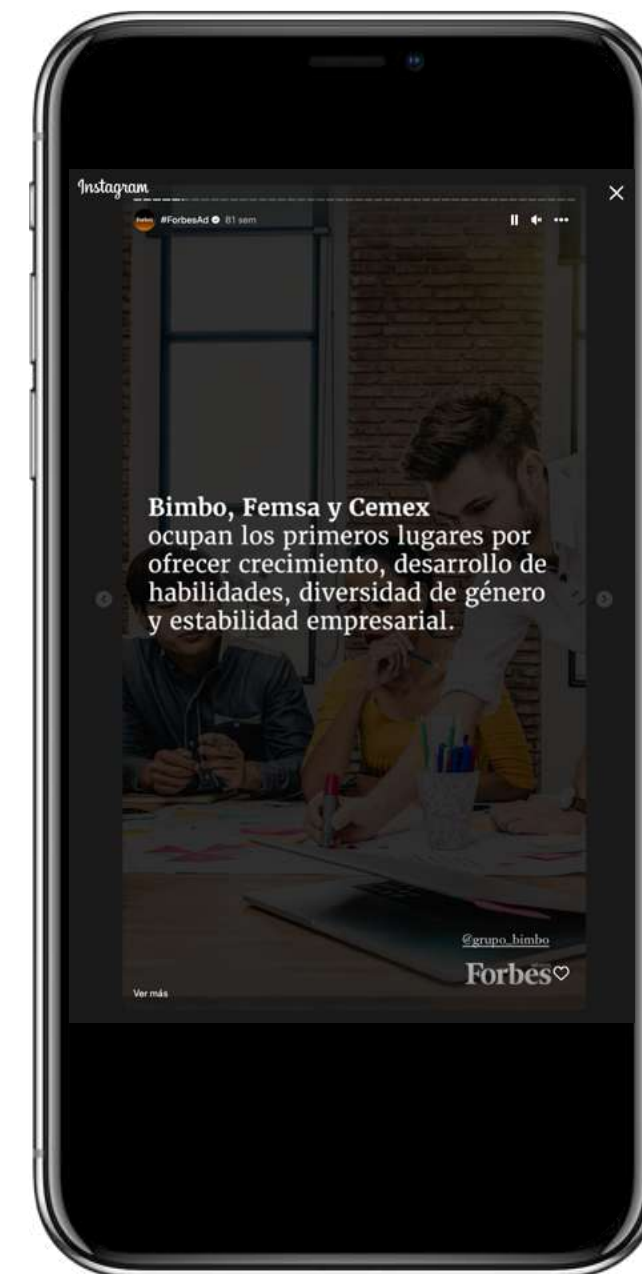 Instagram
#ForbesAd 81 sem
Bimbo, Femsa y Cemex
ocupan los primeros lugares por
ofrecer crecimiento, desarrollo de
habilidades, diversidad de género
y estabilidad empresarial.
@grupo_bimbo
Forbes
Ver más